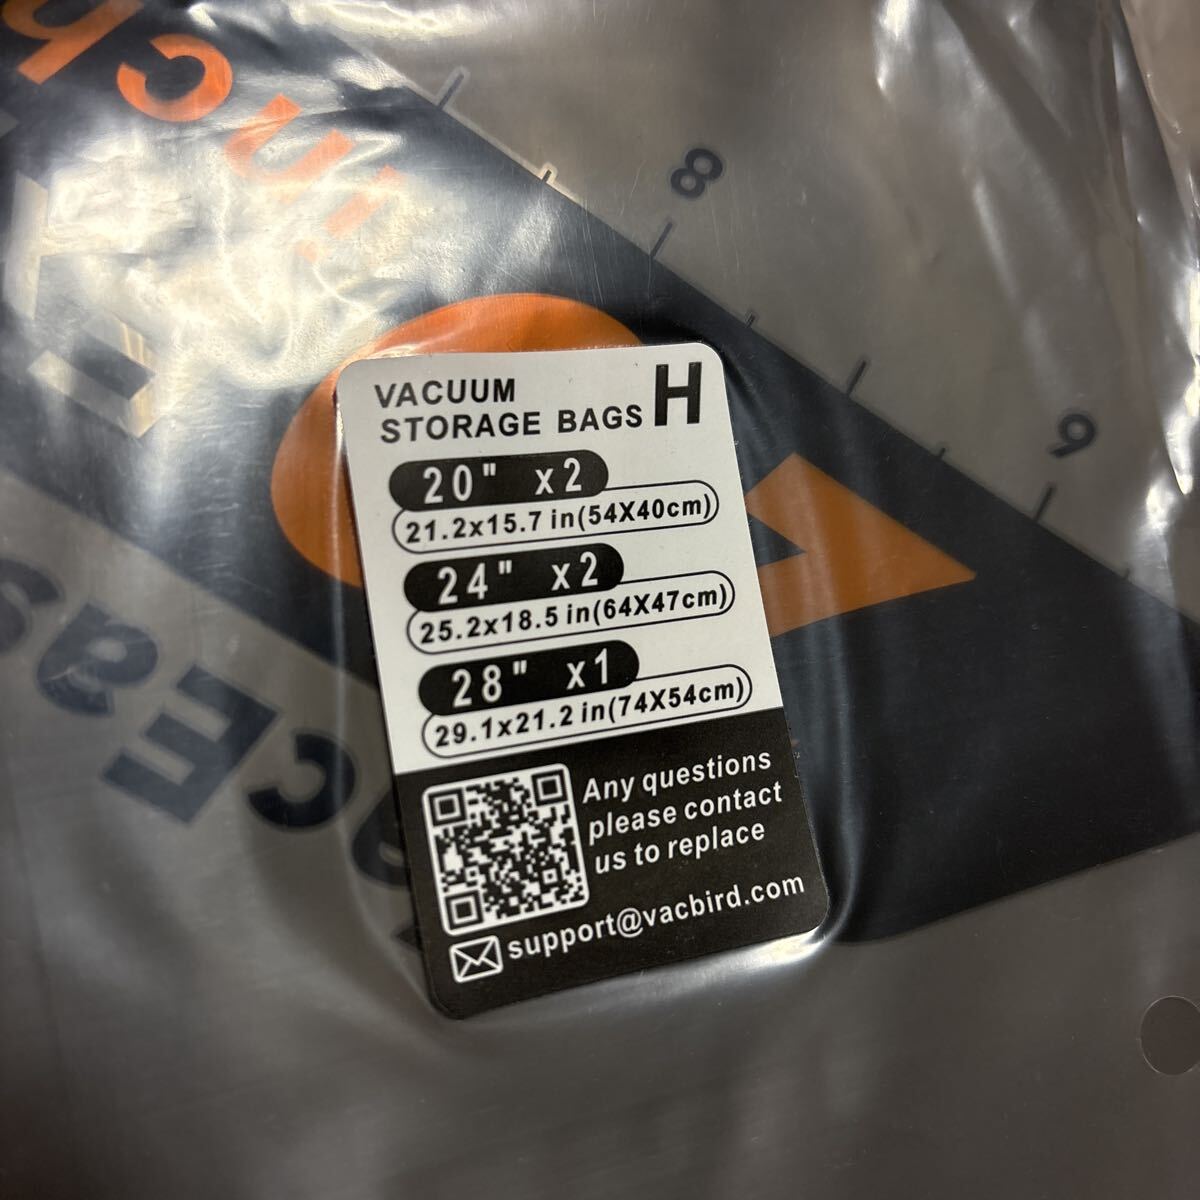 inch
8
9
VACUUM
STORAGE BAGS H
20" x2
21.2x15.7 in(54X40cm)
24" x2
25.2x18.5 in(64X47cm)
28" x1
29.1x21.2 in(74X54cm)
Any questions
please contact
us to replace
support@vacbird.com